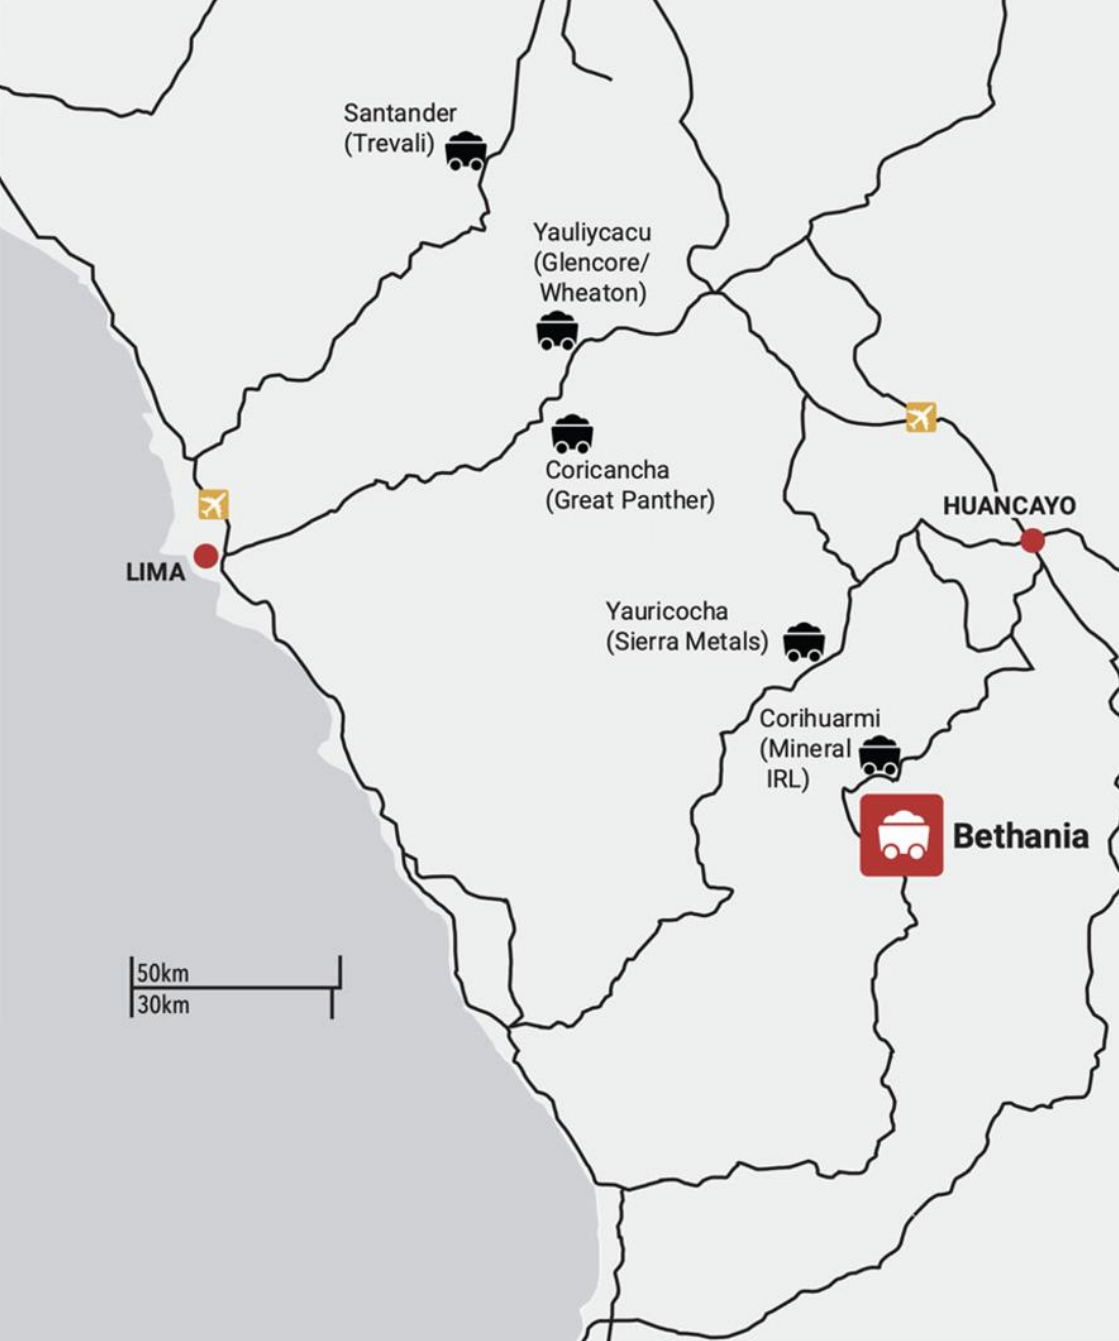 Santander
(Trevali)
Yauliycacu
(Glencore/
Wheaton)
Coricancha
(Great Panther)
HUANCAYO
LIMA
Yauricocha
(Sierra Metals)
Corihuarmi
(Mineral
IRL)
Bethania
50km
30km